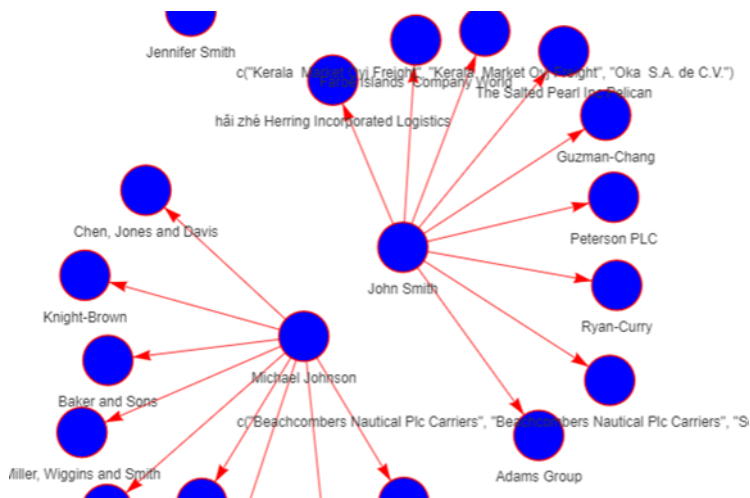 Jennifer Smith
c("Kerala Market Oyj Freight", "Kerala Market Oyj Freight", "Oka S.A. de C.V.")
Faroe Islands Company World
The Salted Pearl Inc Pelican
hǎi zhé Herring Incorporated Logistics
Guzman-Chang
Chen, Jones and Davis
Peterson PLC
John Smith
Knight-Brown
Ryan-Curry
Michael Johnson
Baker and Sons
c("Beachcombers Nautical Plc Carriers", "Beachcombers Nautical Plc Carriers", "S
Miller, Wiggins and Smith
Adams Group